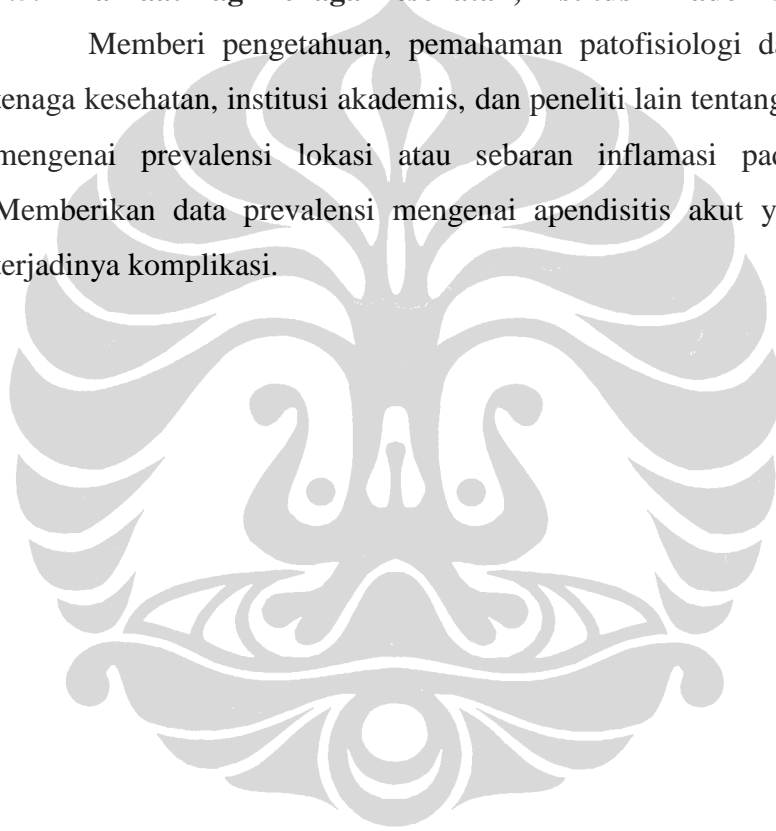 Memberi pengetahuan, pemahaman patofisiologi da
tenaga kesehatan, institusi akademis, dan peneliti lain tentang
mengenai prevalensi lokasi atau sebaran inflamasi pad
Memberikan data prevalensi mengenai apendisitis akut y
terjadinya komplikasi.